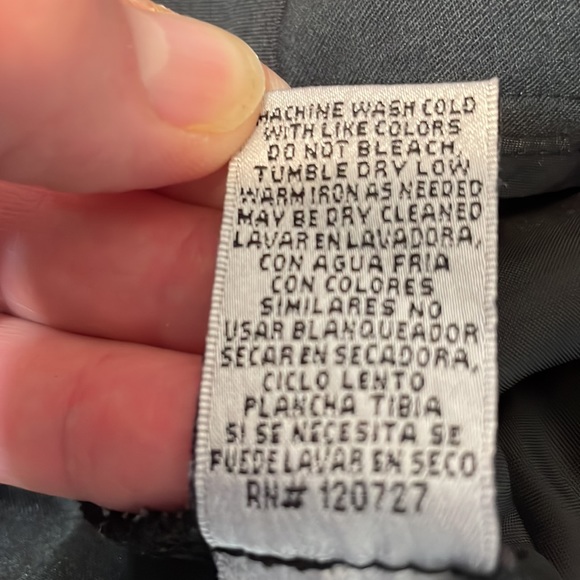 MACHINE WASH COLD
WITH LIKE COLORS
DO NOT BLEACH
TUMBLE DRY LOW
WARM IRON AS NEEDED
MAY BE DRY CLEANED
LAVAR EN LAVADORA,
CON AGUA FRIA
CON COLORES
SIMILARES NO
USAR BLANQUEADOR
SECAR EN SECADORA,
CICLO LENTO
PLANCHA TIBIA
SI SE NECESITA SE
PUEDE LAVAR EN SECO
RN# 120727